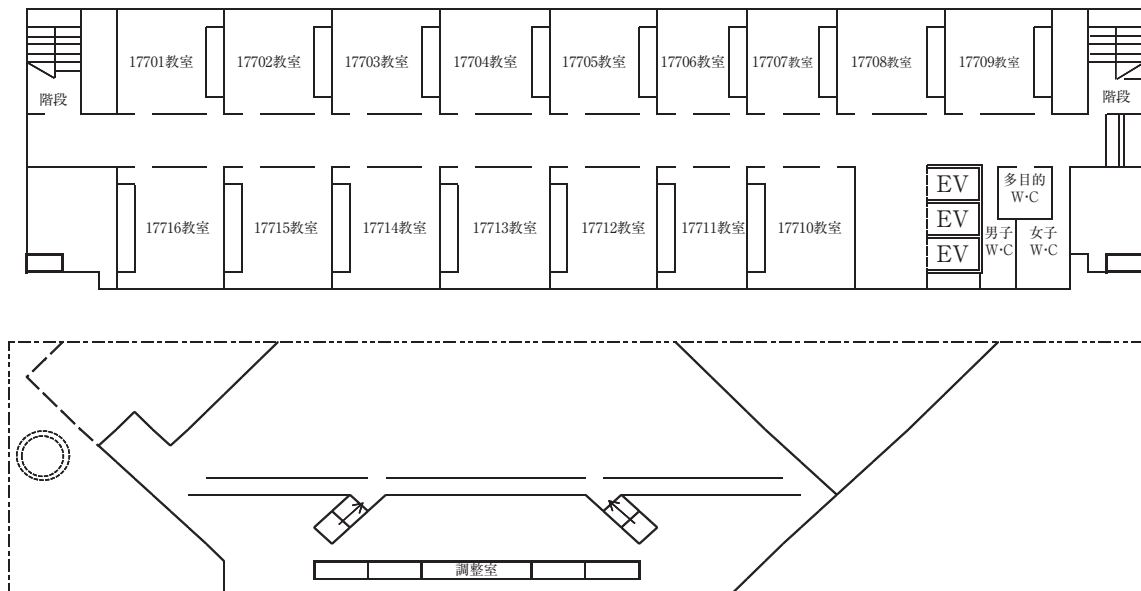 17701教室
17702教室
17703教室
17704教室
17705教室
17706教室
17707教室
17708教室
17709教室
階段
階段
17716教室
17715教室
17714教室
17713教室
17712教室
17711教室
17710教室
EV
EV
EV
多目的
W·C
男子
W·C
女子
W·C
調整室